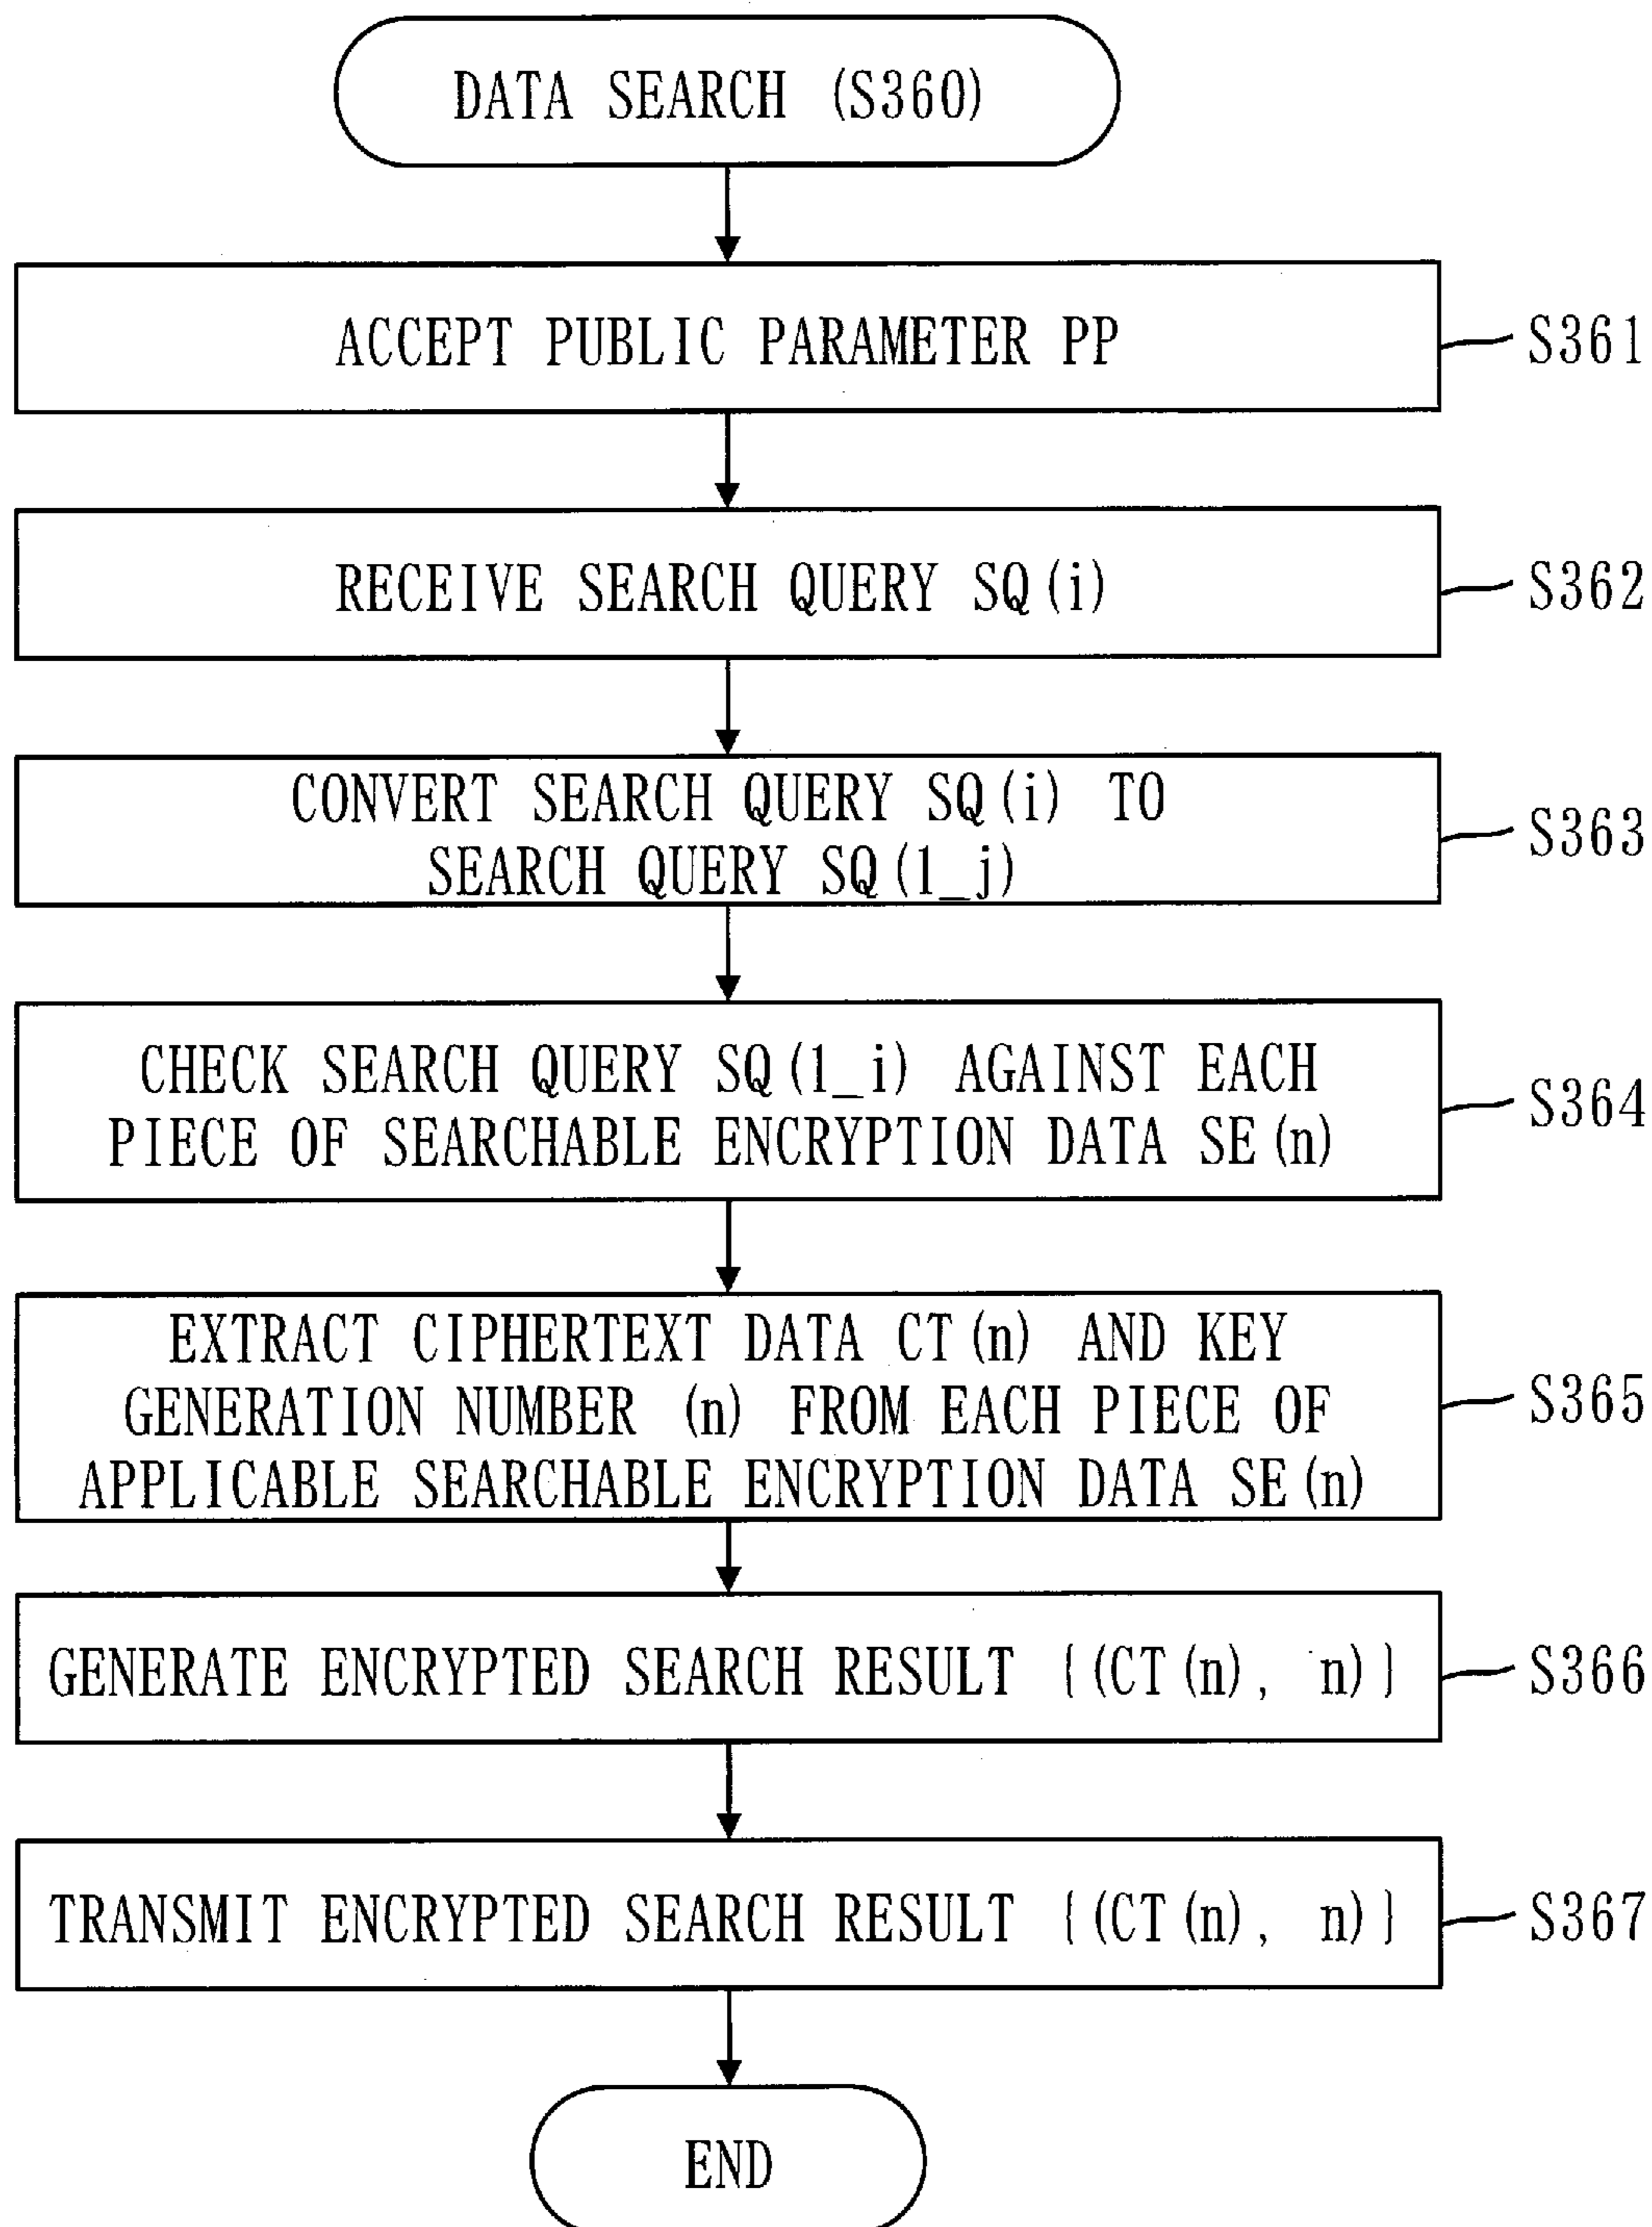 DATA SEARCH (S360)
ACCEPT PUBLIC PARAMETER PP
S361
RECEIVE SEARCH QUERY SQ(i)
S362
CONVERT SEARCH QUERY SQ(i) TO
SEARCH QUERY SQ(1_j)
S363
CHECK SEARCH QUERY SQ(1_i) AGAINST EACH
PIECE OF SEARCHABLE ENCRYPTION DATA SE(n)
S364
EXTRACT CIPHERTEXT DATA CT(n) AND KEY
GENERATION NUMBER (n) FROM EACH PIECE OF
APPLICABLE SEARCHABLE ENCRYPTION DATA SE(n)
S365
GENERATE ENCRYPTED SEARCH RESULT {(CT(n), n)}
S366
TRANSMIT ENCRYPTED SEARCH RESULT {(CT(n), n)}
S367
END